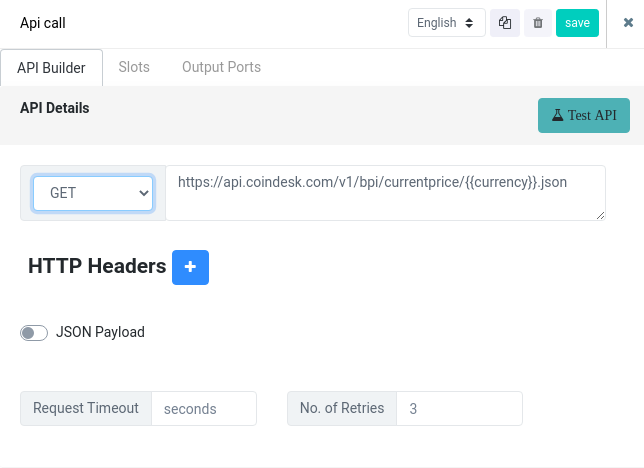 Api call
English
save
API Builder
Slots
Output Ports
API Details
Test API
GET
https://api.coindesk.com/v1/bpi/currentprice/{{currency}}.json
HTTP Headers
+
JSON Payload
Request Timeout
seconds
No. of Retries
3